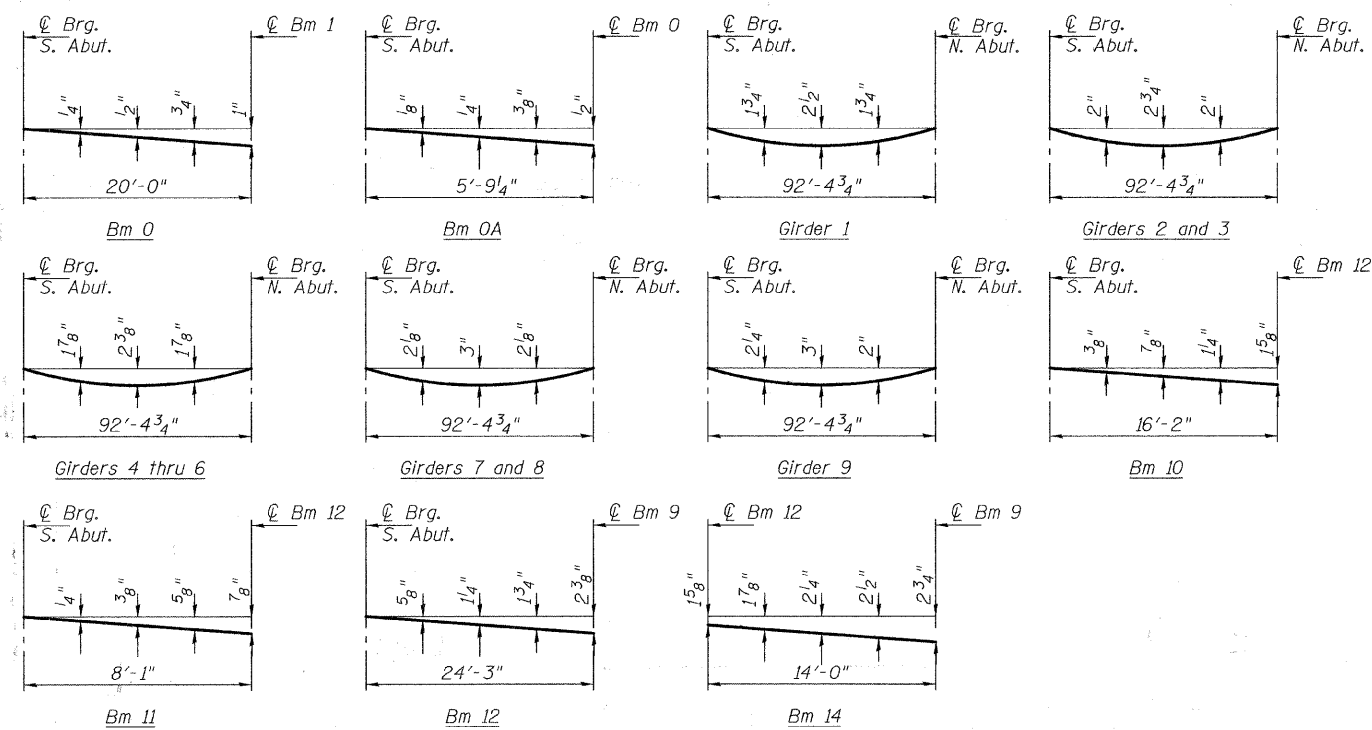 ℄ Brg.
S. Abut.
℄ Bm 1
1/4"
1/2"
3/4"
1"
20'-0"
Bm 0
℄ Brg.
S. Abut.
℄ Bm 0
1/8"
1/4"
3/8"
1/2"
5'-9 1/4"
Bm 0A
℄ Brg.
S. Abut.
℄ Brg.
N. Abut.
1 3/4"
2 1/2"
1 3/4"
92'-4 3/4"
Girder 1
℄ Brg.
S. Abut.
℄ Brg.
N. Abut.
2"
2 3/4"
2"
92'-4 3/4"
Girders 2 and 3
℄ Brg.
S. Abut.
℄ Brg.
N. Abut.
1 7/8"
2 3/8"
1 7/8"
92'-4 3/4"
Girders 4 thru 6
℄ Brg.
S. Abut.
℄ Brg.
N. Abut.
2 1/8"
3"
2 1/8"
92'-4 3/4"
Girders 7 and 8
℄ Brg.
S. Abut.
℄ Brg.
N. Abut.
2 1/4"
3"
2"
92'-4 3/4"
Girder 9
℄ Brg.
S. Abut.
℄ Bm 12
3/8"
7/8"
1 1/4"
1 5/8"
16'-2"
Bm 10
℄ Brg.
S. Abut.
℄ Bm 12
1/4"
3/8"
5/8"
7/8"
8'-1"
Bm 11
℄ Brg.
S. Abut.
℄ Bm 9
5/8"
1 1/4"
1 3/4"
2 3/8"
24'-3"
Bm 12
℄ Bm 12
℄ Bm 9
1 5/8"
1 7/8"
2 1/4"
2 1/2"
2 3/4"
14'-0"
Bm 14